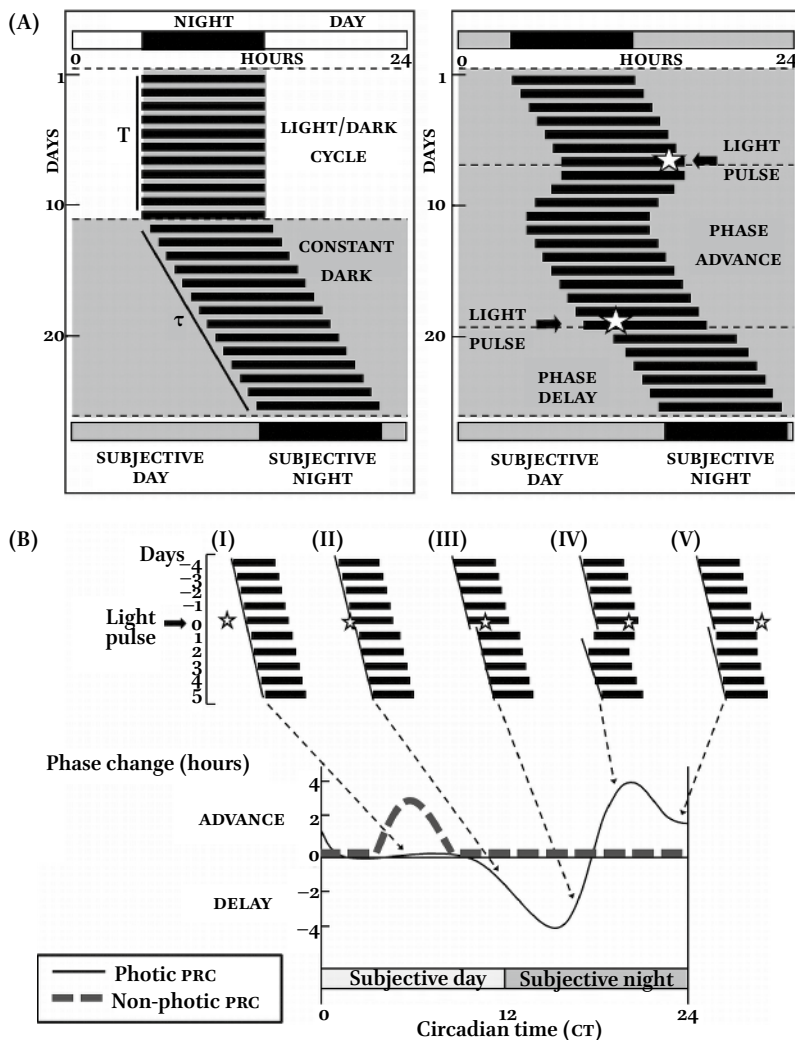 (A)
NIGHT DAY
0 HOURS 24
1
DAYS
10
20
T
LIGHT/DARK
CYCLE
CONSTANT
DARK
τ
SUBJECTIVE
DAY
SUBJECTIVE
NIGHT
0 HOURS 24
1
DAYS
10
20
LIGHT
PULSE
PHASE
ADVANCE
LIGHT
PULSE
PHASE
DELAY
SUBJECTIVE
DAY
SUBJECTIVE
NIGHT
(B)
(I) (II) (III) (IV) (V)
Days
−4
−3
−2
−1
0
1
2
3
4
5
Light
pulse
Phase change (hours)
4
2
0
−2
−4
ADVANCE
DELAY
Photic PRC
Non-photic PRC
Subjective day Subjective night
0 12 24
Circadian time (CT)